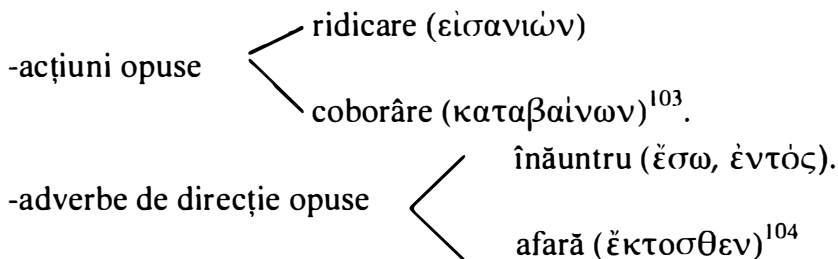 ridicare (εἰσανιών)
-acțiuni opuse
coborâre (καταβαίνων)¹⁰³.
înăuntru (ἔσω, ἐντός).
-adverbe de direcție opuse
afară (ἔκτοσθεν)¹⁰⁴